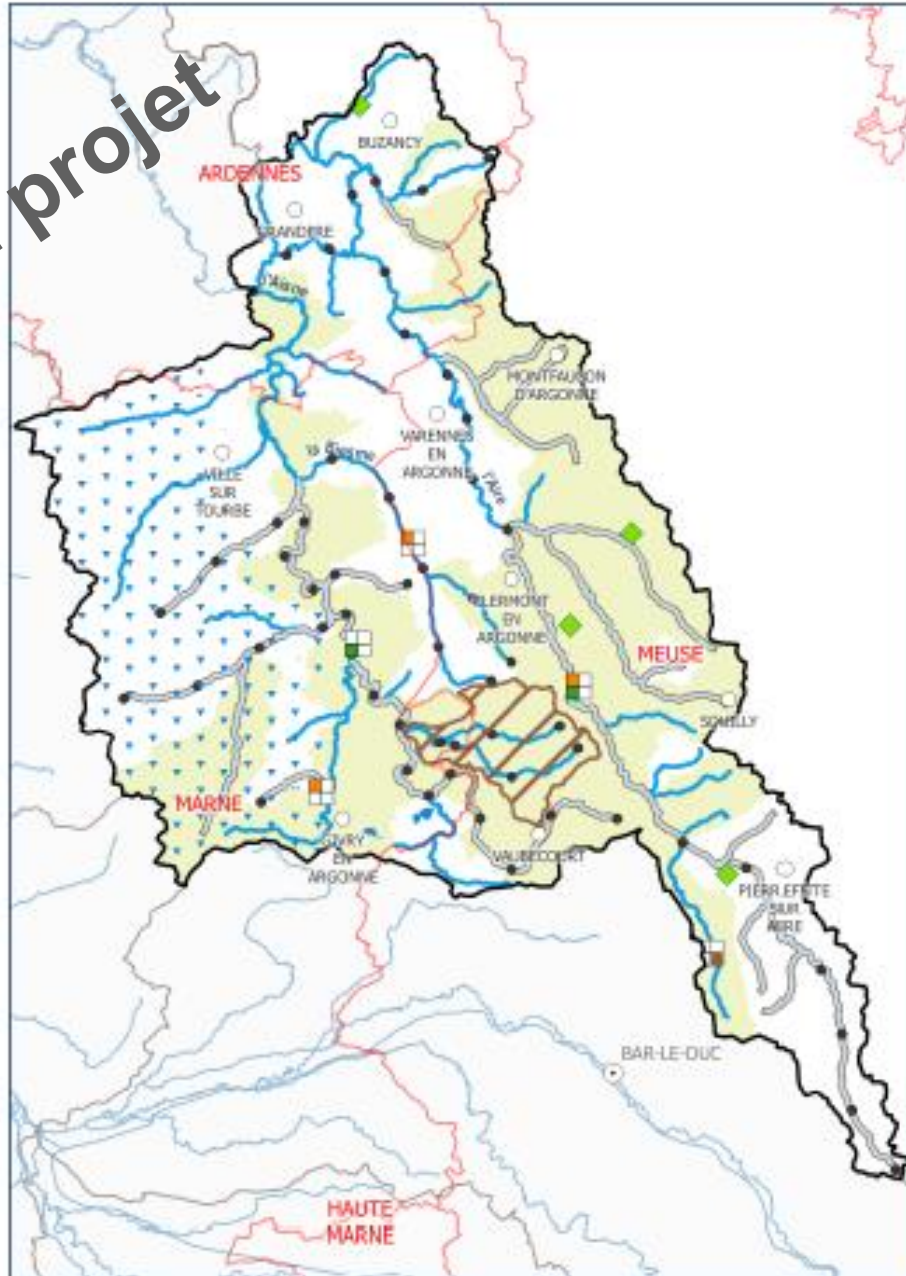 projet
BUZANCY
ARDENNES
l'Aisne
MONTFAUCON
D'ARGONNE
VARENNES
EN
ARGONNE
l'Aire
VILLE
SUR
TOURBE
CLERMONT
EN
ARGONNE
MEUSE
SOUILLY
MARNE
GIVRY
EN
ARGONNE
VAUBECOURT
PIERREFITTE
SUR
BAR-LE-DUC
HAUTE
MARNE